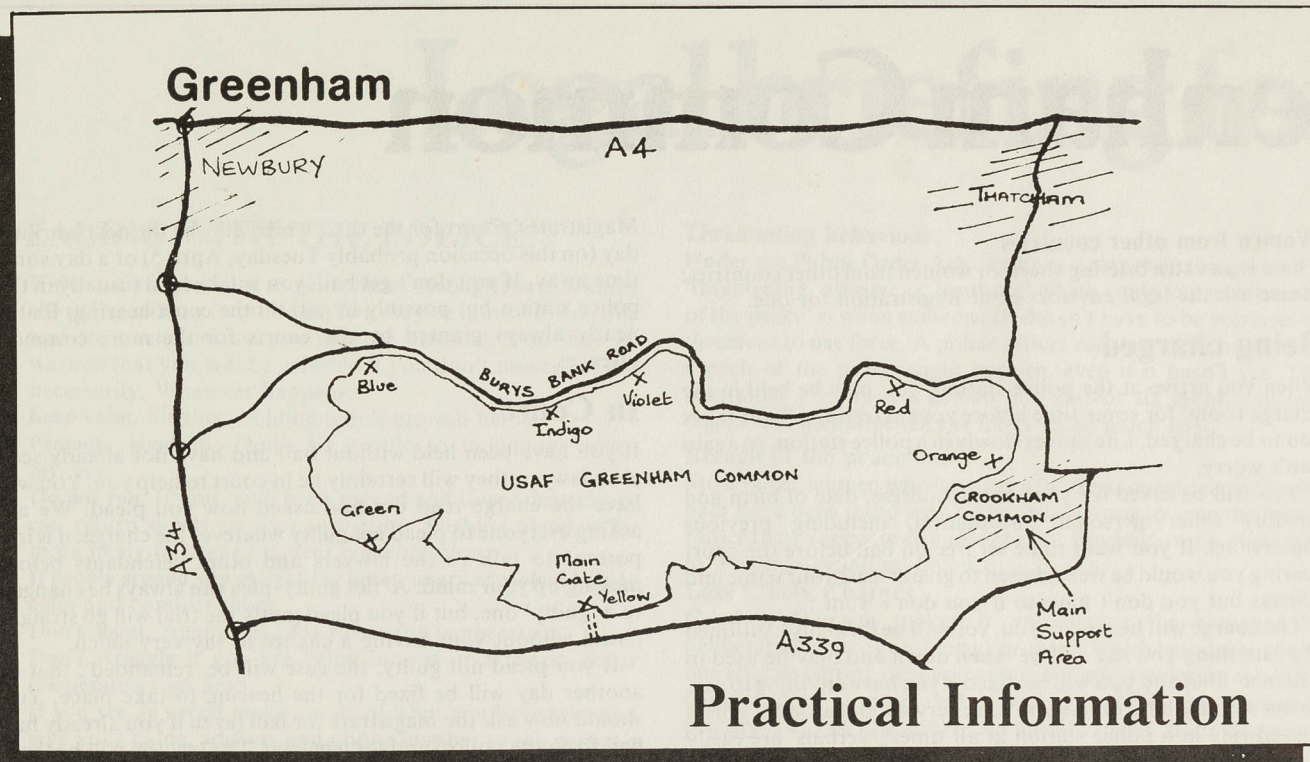 Greenham
A4
NEWBURY
THATCHAM
BURYS BANK ROAD
Blue
Indigo
Violet
Red
Orange
USAF GREENHAM COMMON
CROOKHAM
COMMON
Green
A34
Main
Gate
Yellow
A339
Main
Support
Area
Practical Information